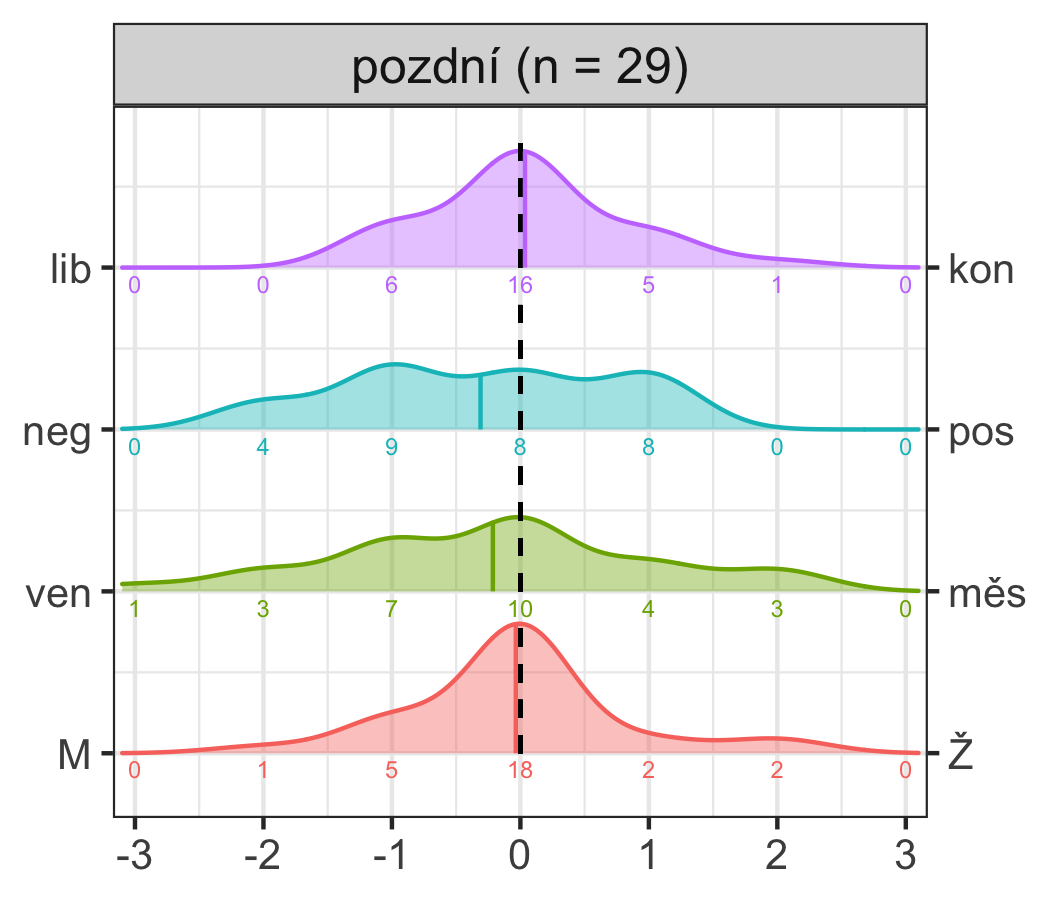 pozdní (n = 29)
lib kon
0 0 6 16 5 1 0
neg pos
0 4 9 8 8 0 0
ven měs
1 3 7 10 4 3 0
M Ž
0 1 5 18 2 2 0
-3 -2 -1 0 1 2 3